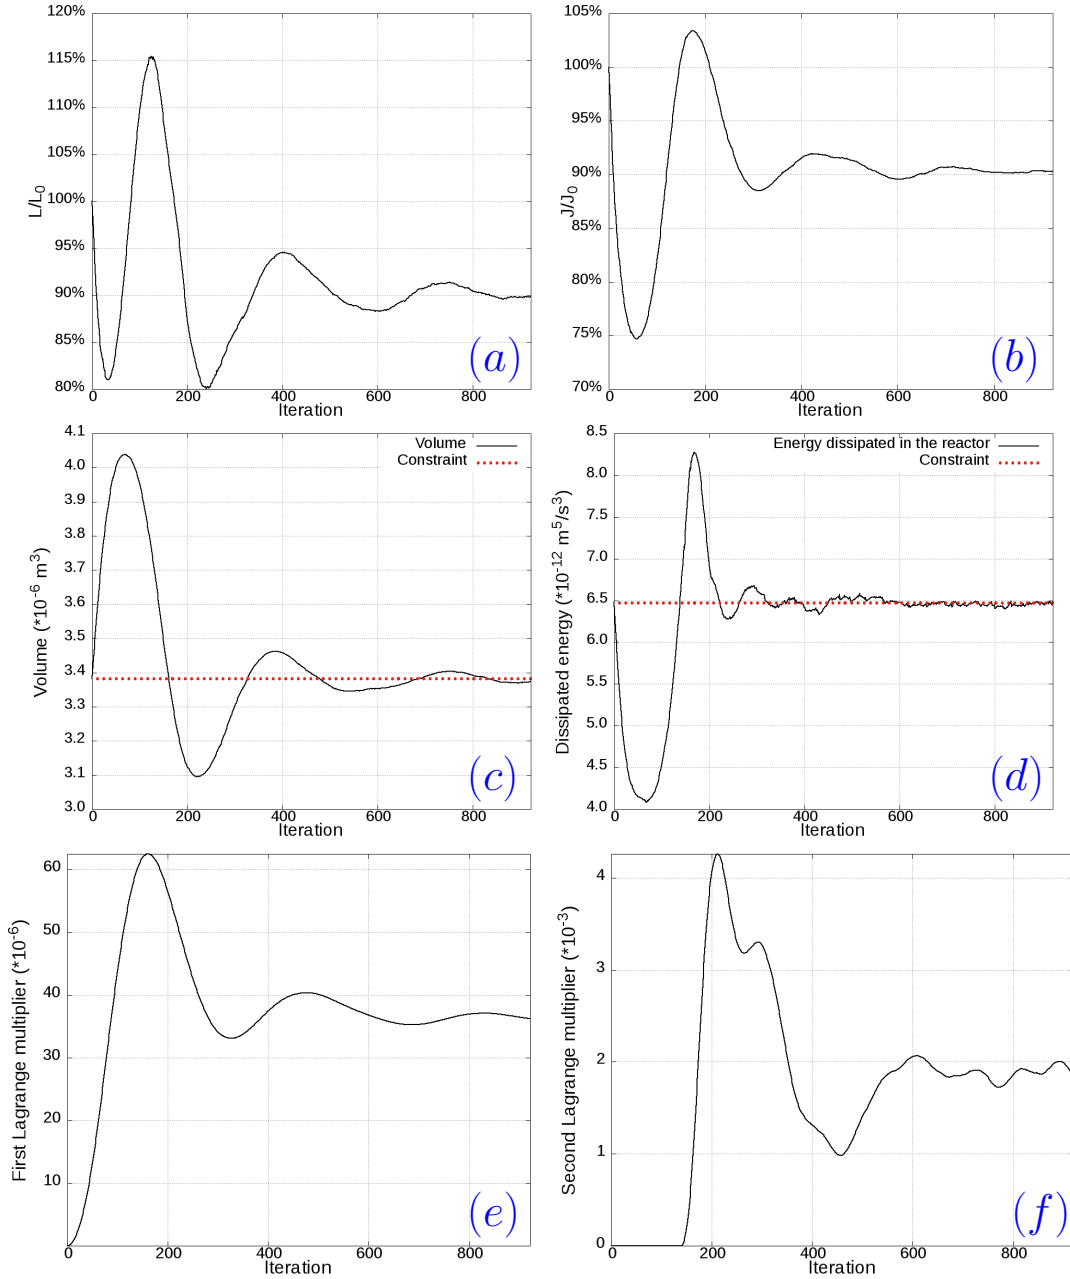 120%
115%
110%
105%
100%
95%
90%
85%
80%
L/L0
0 200 400 600 800
Iteration
(a)
105%
100%
95%
90%
85%
80%
75%
70%
J/J0
0 200 400 600 800
Iteration
(b)
4.1
4.0
3.9
3.8
3.7
3.6
3.5
3.4
3.3
3.2
3.1
3.0
Volume (*10-6 m3)
Volume
Constraint
0 200 400 600 800
Iteration
(c)
8.5
8.0
7.5
7.0
6.5
6.0
5.5
5.0
4.5
4.0
Dissipated energy (*10-12 m5/s3)
Energy dissipated in the reactor
Constraint
0 200 400 600 800
Iteration
(d)
60
50
40
30
20
10
First Lagrange multiplier (*10-6)
0 200 400 600 800
Iteration
(e)
4
3
2
1
0
Second Lagrange multiplier (*10-3)
0 200 400 600 800
Iteration
(f)